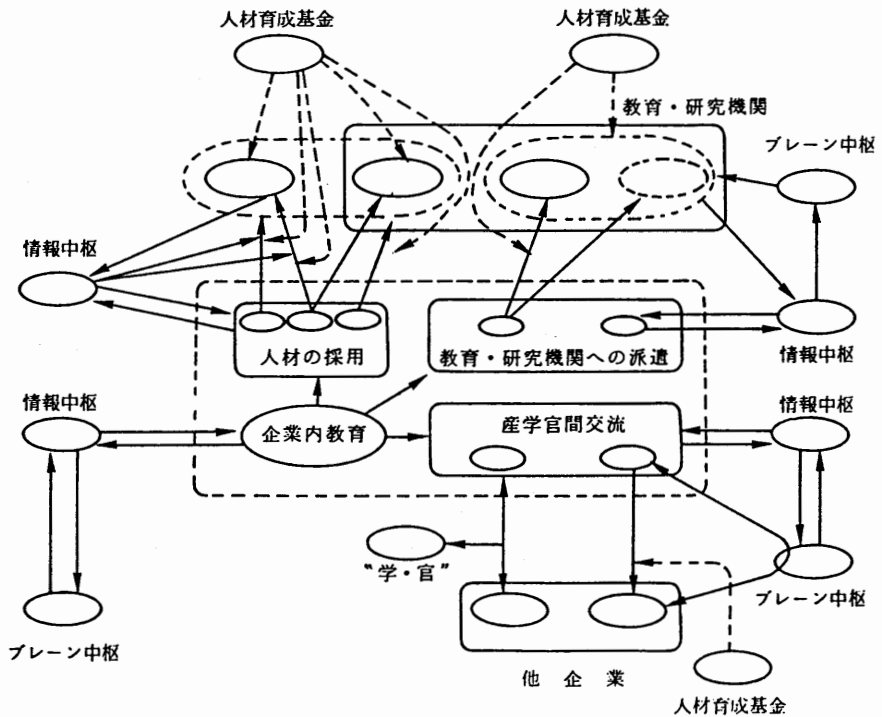 人材育成基金
人材育成基金
教育・研究機関
ブレーン中枢
情報中枢
人材の採用
教育・研究機関への派遣
情報中枢
情報中枢
企業内教育
産学官間交流
情報中枢
“学・官”
ブレーン中枢
ブレーン中枢
他企業
人材育成基金